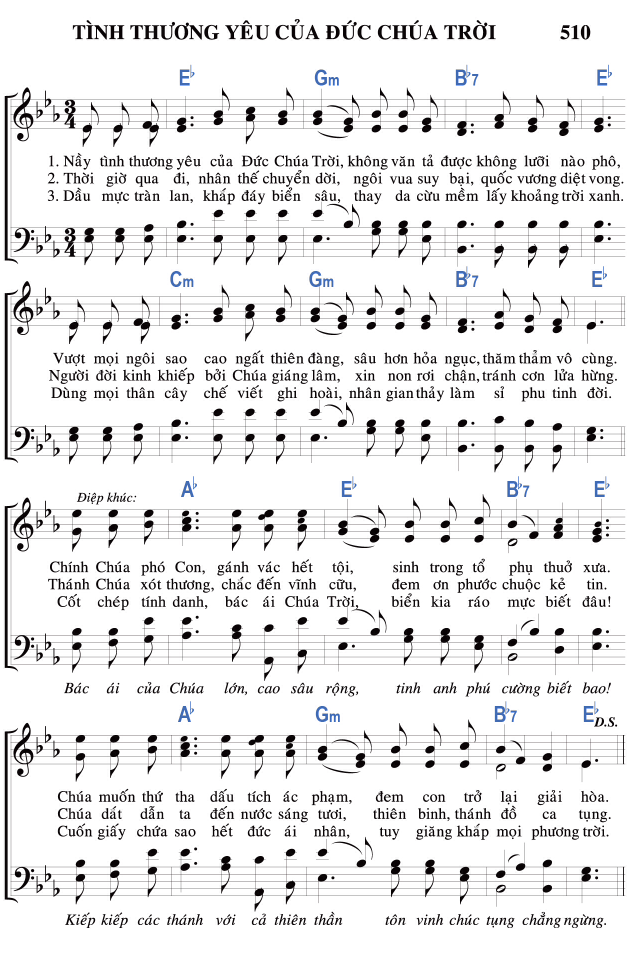 TÌNH THƯƠNG YÊU CỦA ĐỨC CHÚA TRỜI 510
E♭ Gm B♭7 E♭
1. Nầy tình thương yêu của Đức Chúa Trời, không văn tả được không lưỡi nào phô,
2. Thời giờ qua đi, nhân thế chuyển dời, ngôi vua suy bại, quốc vương diệt vong.
3. Dầu mực tràn lan, khắp đáy biển sâu, thay da cừu mềm lấy khoảng trời xanh.
Cm Gm B♭7 E♭
Vượt mọi ngôi sao cao ngất thiên đàng, sâu hơn hỏa ngục, thăm thẳm vô cùng.
Người đời kinh khiếp bởi Chúa giáng lâm, xin non rơi chận, tránh cơn lửa hừng.
Dùng mọi thân cây chế viết ghi hoài, nhân gian thảy làm sỉ phu tinh đời.
Điệp khúc: A♭ E♭ B♭7 E♭
Chính Chúa phó Con, gánh vác hết tội, sinh trong tổ phụ thuở xưa.
Thánh Chúa xót thương, chắc đến vĩnh cữu, đem ơn phước chuộc kẻ tin.
Cốt chép tính danh, bác ái Chúa Trời, biển kia ráo mực biết đâu!
Bác ái của Chúa lớn, cao sâu rộng, tinh anh phú cường biết bao!
A♭ Gm B♭7 E♭ D.S.
Chúa muốn thứ tha dấu tích ác phạm, đem con trở lại giải hòa.
Chúa dắt dẫn ta đến nước sáng tươi, thiên binh, thánh đồ ca tụng.
Cuốn giấy chứa sao hết đức ái nhân, tuy giăng khắp mọi phương trời.
Kiếp kiếp các thánh với cả thiên thần tôn vinh chúc tụng chẳng ngừng.